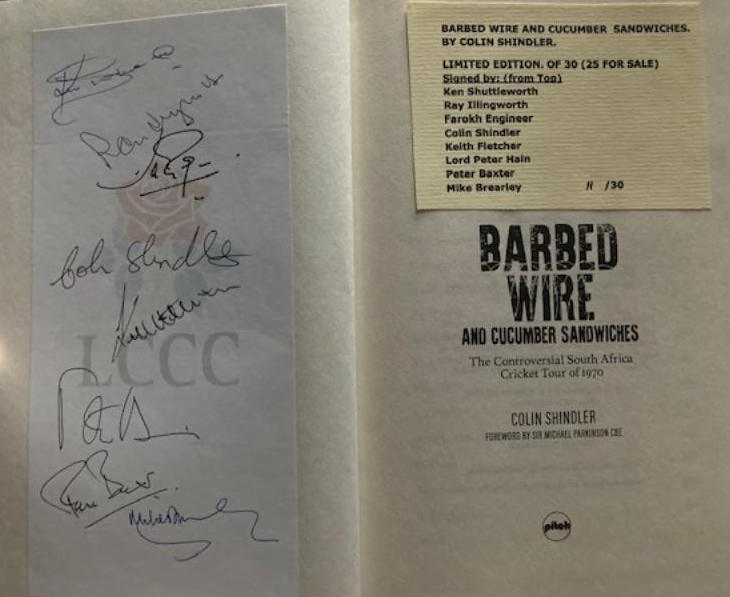 LCCC
BARBED WIRE AND CUCUMBER SANDWICHES.
BY COLIN SHINDLER.
LIMITED EDITION. OF 30 (25 FOR SALE)
Signed by: (from Top)
Ken Shuttleworth
Ray Illingworth
Farokh Engineer
Colin Shindler
Keith Fletcher
Lord Peter Hain
Peter Baxter
Mike Brearley 11 /30
BARBED
WIRE
AND CUCUMBER SANDWICHES
The Controversial South Africa
Cricket Tour of 1970
COLIN SHINDLER
FOREWORD BY SIR MICHAEL PARKINSON CBE
pitch